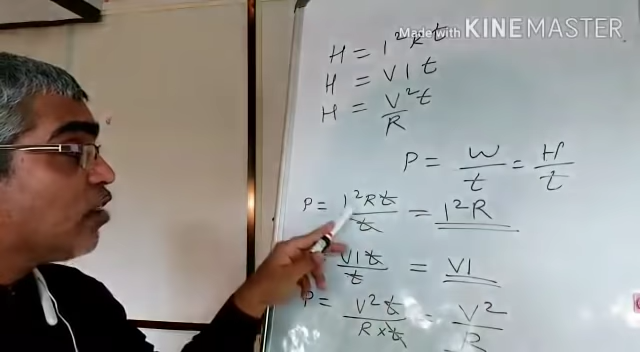 Made with KINEMASTER
H = I²Rt
H = VIt
H = V²t/R
P = W/t = H/t
P = I²Rt/t = I²R
VIt/t = VI
P = V²t/R×t = V²/R